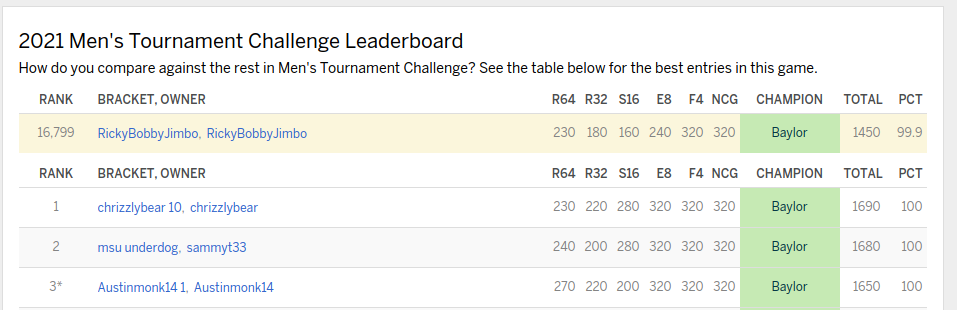 2021 Men's Tournament Challenge Leaderboard
How do you compare against the rest in Men's Tournament Challenge? See the table below for the best entries in this game.
RANK BRACKET, OWNER R64 R32 S16 E8 F4 NCG CHAMPION TOTAL PCT
16,799 RickyBobbyJimbo, RickyBobbyJimbo 230 180 160 240 320 320 Baylor 1450 99.9
RANK BRACKET, OWNER R64 R32 S16 E8 F4 NCG CHAMPION TOTAL PCT
1 chrizzlybear 10, chrizzlybear 230 220 280 320 320 320 Baylor 1690 100
2 msu underdog, sammyt33 240 200 280 320 320 320 Baylor 1680 100
3* Austinmonk14 1, Austinmonk14 270 220 200 320 320 320 Baylor 1650 100